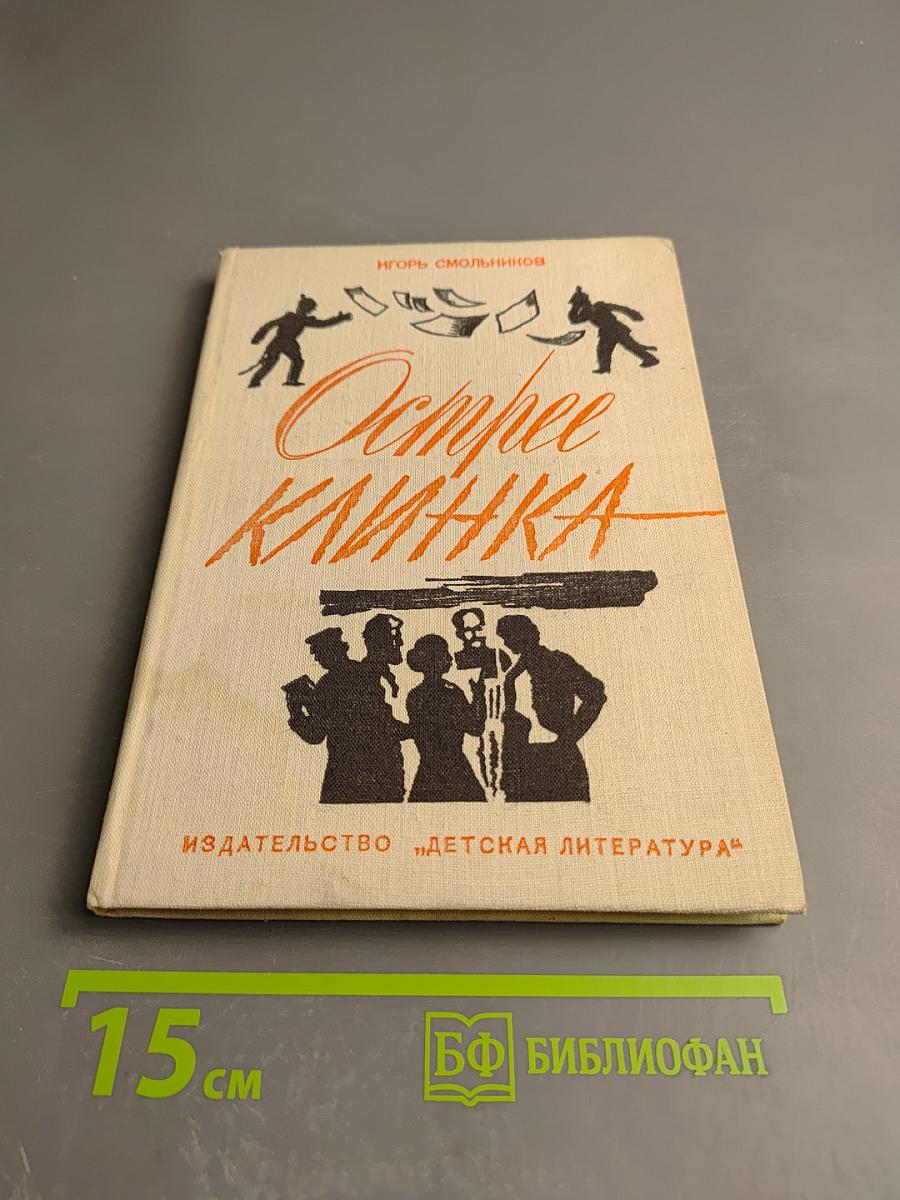 ИГОРЬ СМОЛЬНИКОВ
Острее
КЛИНКА
ИЗДАТЕЛЬСТВО „ДЕТСКАЯ ЛИТЕРАТУРА“
15 см
БФ БИБЛИОФАН